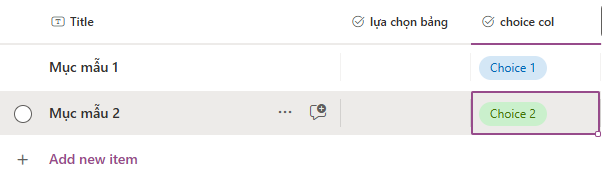 Title lựa chọn bảng choice col
Mục mẫu 1 Choice 1
Mục mẫu 2 Choice 2
Add new item